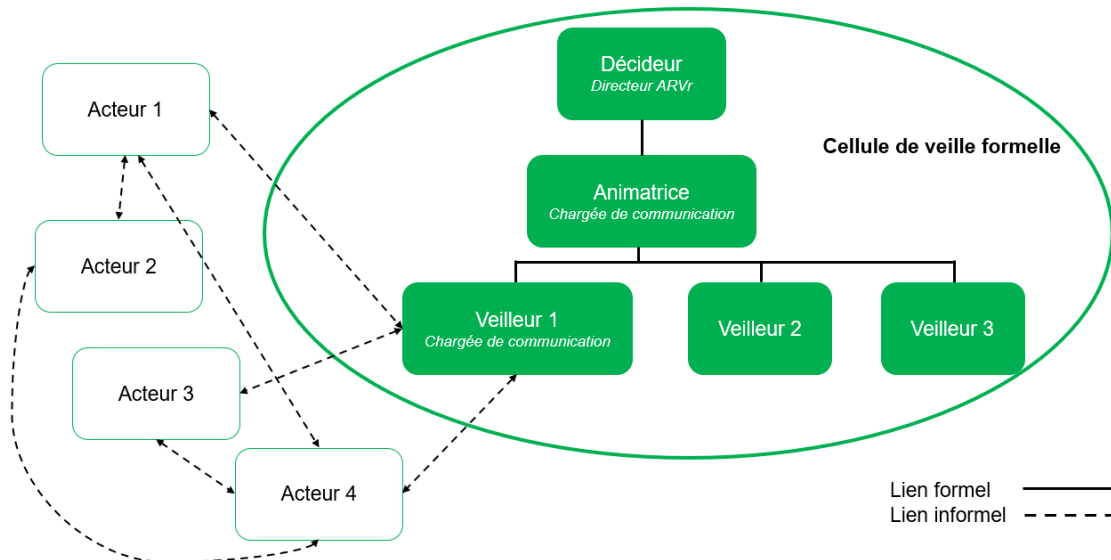 Décideur
Directeur ARVr
Acteur 1
Cellule de veille formelle
Animatrice
Chargée de communication
Acteur 2
Veilleur 1
Chargée de communication
Veilleur 2
Veilleur 3
Acteur 3
Acteur 4
Lien formel
Lien informel